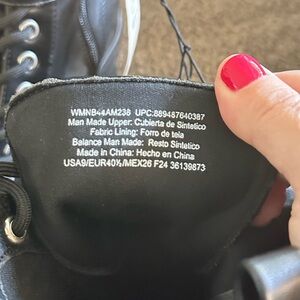 WMNB44AM238 UPC:889487640387
Man Made Upper: Cubierta de Sintetico
Fabric Lining: Forro de tela
Balance Man Made: Resto Sintetico
Made in China: Hecho en China
USA9/EUR40½/MEX26 F24 36139873